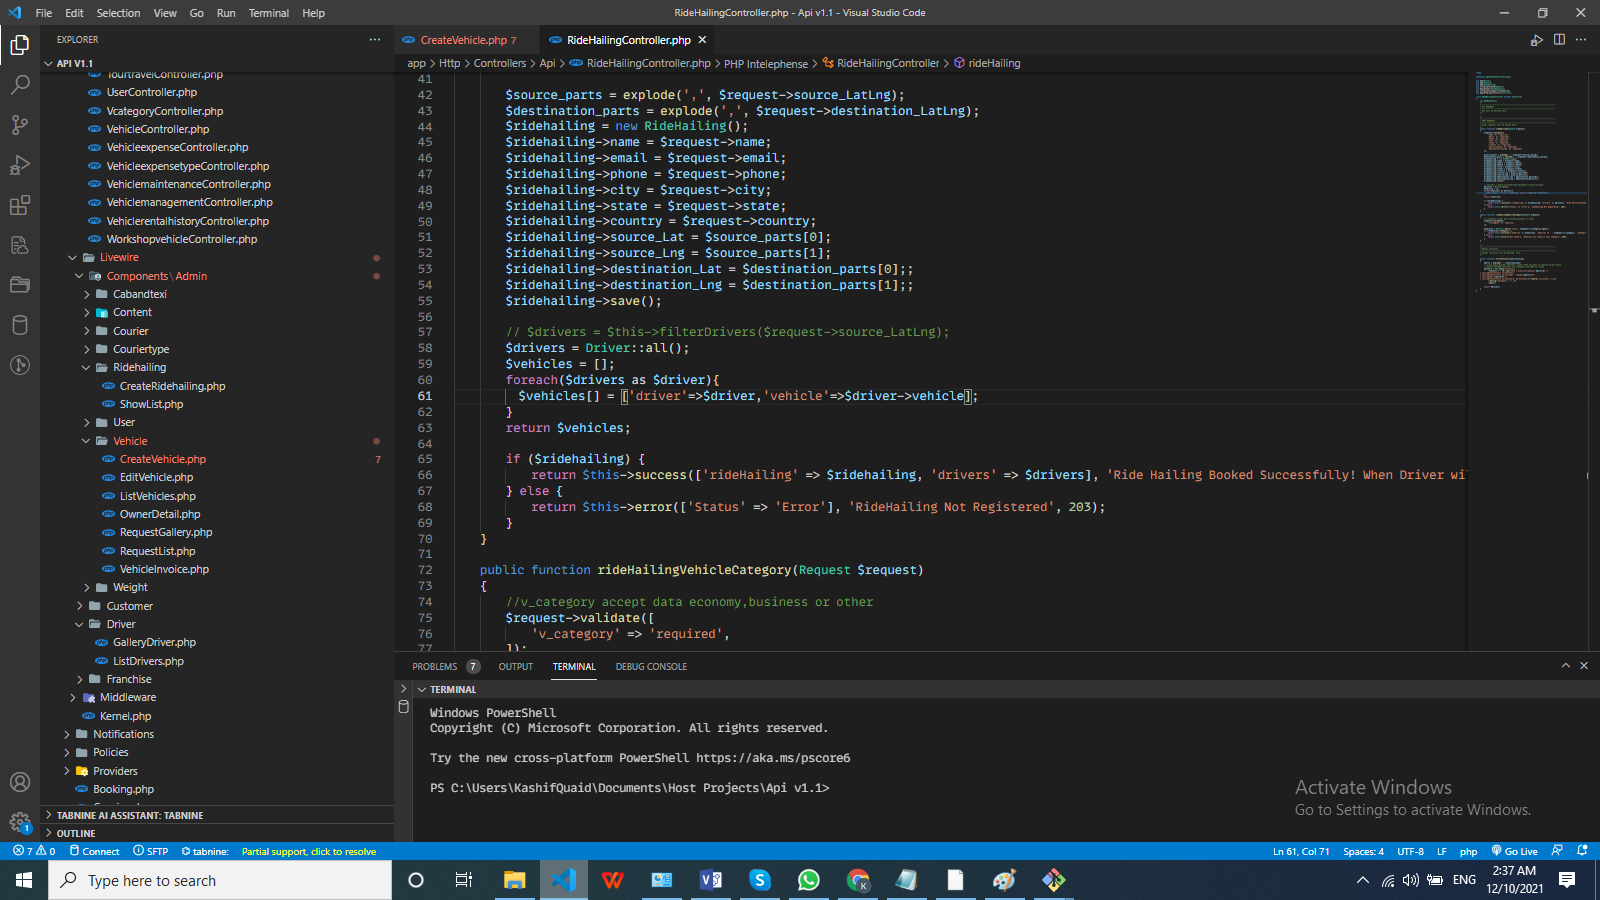 File Edit Selection View Go Run Terminal Help
RideHailingController.php - Api v1.1 - Visual Studio Code
EXPLORER
API V1.1
TourtravelController.php
UserController.php
VcategoryController.php
VehicleController.php
VehicleexpenseController.php
VehicleexpensetypeController.php
VehiclemaintenanceController.php
VehiclemanagementController.php
VehiclerentalhistoryController.php
WorkshopvehicleController.php
Livewire
Components\Admin
Cabandtexi
Content
Courier
Couriertype
Ridehailing
CreateRidehailing.php
ShowList.php
User
Vehicle
CreateVehicle.php 7
EditVehicle.php
ListVehicles.php
OwnerDetail.php
RequestGallery.php
RequestList.php
VehicleInvoice.php
Weight
Customer
Driver
GalleryDriver.php
ListDrivers.php
Franchise
Middleware
Kernel.php
Notifications
Policies
Providers
Booking.php
TABNINE AI ASSISTANT: TABNINE
OUTLINE
CreateVehicle.php 7
RideHailingController.php
app > Http > Controllers > Api > RideHailingController.php > PHP Intelephense > RideHailingController > rideHailing
41
42 $source_parts = explode(',', $request->source_LatLng);
43 $destination_parts = explode(',', $request->destination_LatLng);
44 $ridehailing = new RideHailing();
45 $ridehailing->name = $request->name;
46 $ridehailing->email = $request->email;
47 $ridehailing->phone = $request->phone;
48 $ridehailing->city = $request->city;
49 $ridehailing->state = $request->state;
50 $ridehailing->country = $request->country;
51 $ridehailing->source_Lat = $source_parts[0];
52 $ridehailing->source_Lng = $source_parts[1];
53 $ridehailing->destination_Lat = $destination_parts[0];;
54 $ridehailing->destination_Lng = $destination_parts[1];;
55 $ridehailing->save();
56
57 // $drivers = $this->filterDrivers($request->source_LatLng);
58 $drivers = Driver::all();
59 $vehicles = [];
60 foreach($drivers as $driver){
61 $vehicles[] = ['driver'=>$driver,'vehicle'=>$driver->vehicle];
62 }
63 return $vehicles;
64
65 if ($ridehailing) {
66 return $this->success(['rideHailing' => $ridehailing, 'drivers' => $drivers], 'Ride Hailing Booked Successfully! When Driver wil
67 } else {
68 return $this->error(['Status' => 'Error'], 'RideHailing Not Registered', 203);
69 }
70 }
71
72 public function rideHailingVehicleCategory(Request $request)
73 {
74 //v_category accept data economy,business or other
75 $request->validate([
76 'v_category' => 'required',
77 ]);
PROBLEMS 7 OUTPUT TERMINAL DEBUG CONSOLE
TERMINAL
Windows PowerShell
Copyright (C) Microsoft Corporation. All rights reserved.
Try the new cross-platform PowerShell https://aka.ms/pscore6
PS C:\Users\KashifQuaid\Documents\Host Projects\Api v1.1>
Activate Windows
Go to Settings to activate Windows.
1
7 0 Connect SFTP tabnine: Partial support, click to resolve
Ln 61, Col 71 Spaces: 4 UTF-8 LF php Go Live
Type here to search
ENG
2:37 AM
12/10/2021